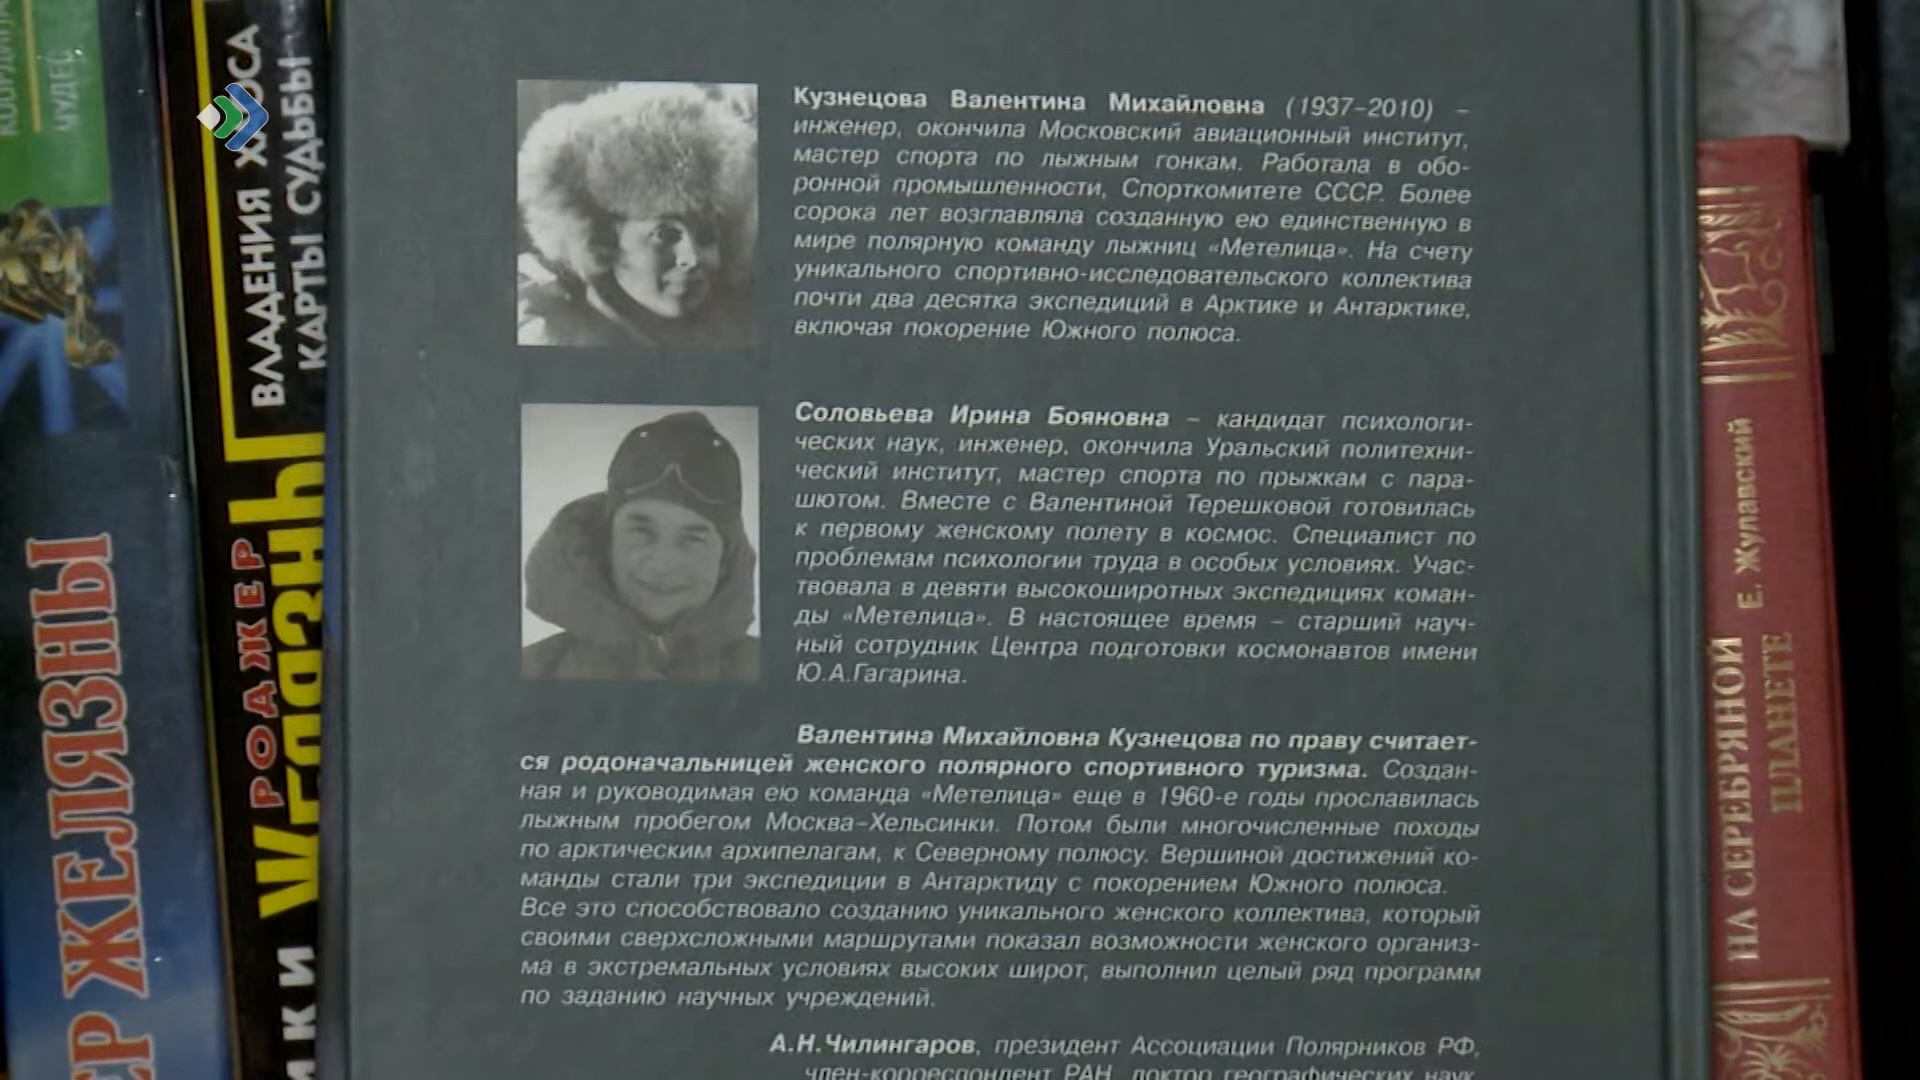 Кузнецова Валентина Михайловна (1937–2010) –
инженер, окончила Московский авиационный институт,
мастер спорта по лыжным гонкам. Работала в обо-
ронной промышленности, Спорткомитете СССР. Более
сорока лет возглавляла созданную ею единственную в
мире полярную команду лыжниц «Метелица». На счету
уникального спортивно-исследовательского коллектива
почти два десятка экспедиций в Арктике и Антарктике,
включая покорение Южного полюса.
Соловьева Ирина Бояновна – кандидат психологи-
ческих наук, инженер, окончила Уральский политехни-
ческий институт, мастер спорта по прыжкам с пара-
шютом. Вместе с Валентиной Терешковой готовилась
к первому женскому полету в космос. Специалист по
проблемам психологии труда в особых условиях. Учас-
твовала в девяти высокоширотных экспедициях коман-
ды «Метелица». В настоящее время – старший науч-
ный сотрудник Центра подготовки космонавтов имени
Ю.А.Гагарина.
Валентина Михайловна Кузнецова по праву считает-
ся родоначальницей женского полярного спортивного туризма. Создан-
ная и руководимая ею команда «Метелица» еще в 1960-е годы прославилась
лыжным пробегом Москва–Хельсинки. Потом были многочисленные походы
по арктическим архипелагам, к Северному полюсу. Вершиной достижений ко-
манды стали три экспедиции в Антарктиду с покорением Южного полюса.
Все это способствовало созданию уникального женского коллектива, который
своими сверхсложными маршрутами показал возможности женского организ-
ма в экстремальных условиях высоких широт, выполнил целый ряд программ
по заданию научных учреждений.
А.Н.Чилингаров, президент Ассоциации Полярников РФ,
член-корреспондент РАН, доктор географических наук
ЧУДЕС
ЖЕЛЯЗНЫ
ВЛАДЕНИЯ ХАОСА
КАРТЫ СУДЬБЫ
РОДЖЕР
Е. Жулавский
НА СЕРЕБРЯНОЙ
ПЛАНЕТЕ